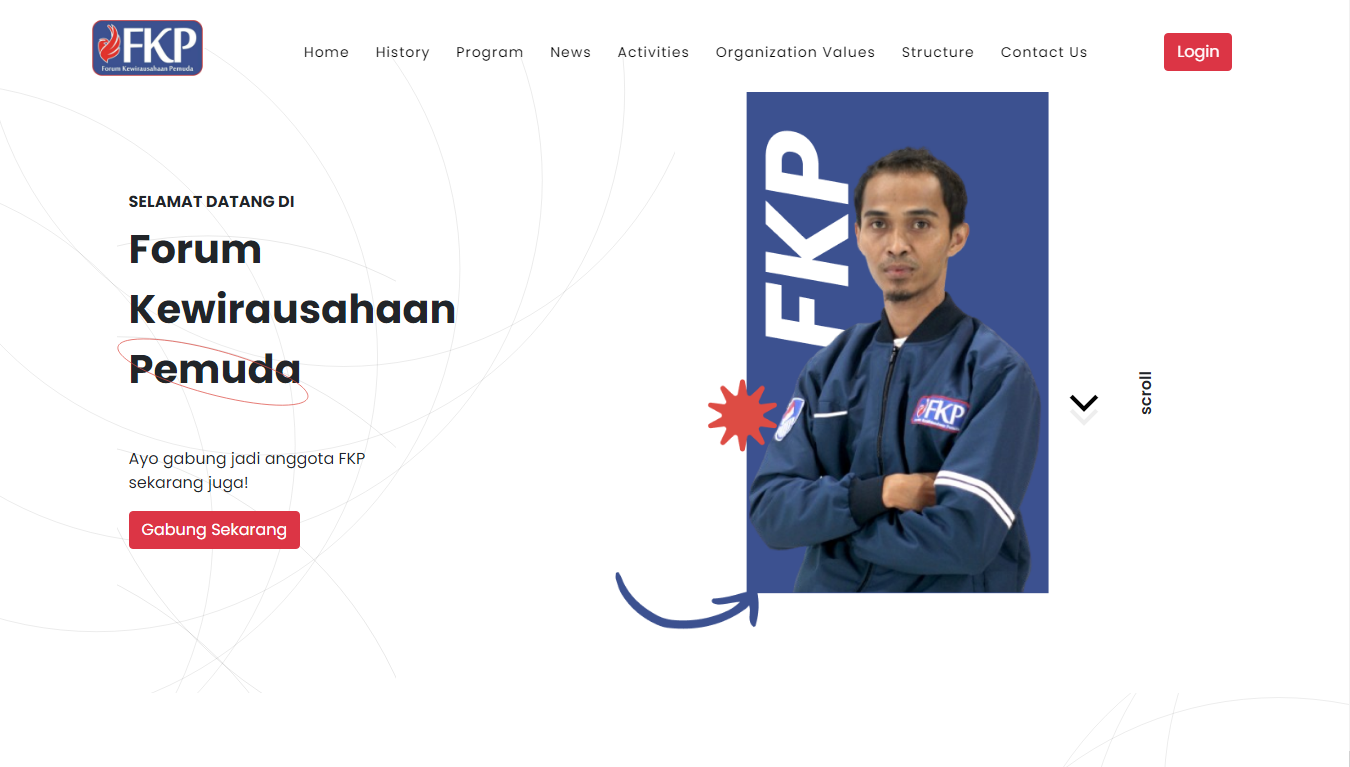 FKP
Forum Kewirausahaan Pemuda
Home
History
Program
News
Activities
Organization Values
Structure
Contact Us
Login
SELAMAT DATANG DI
Forum
Kewirausahaan
Pemuda
Ayo gabung jadi anggota FKP
sekarang juga!
Gabung Sekarang
FKP
FKP
scroll